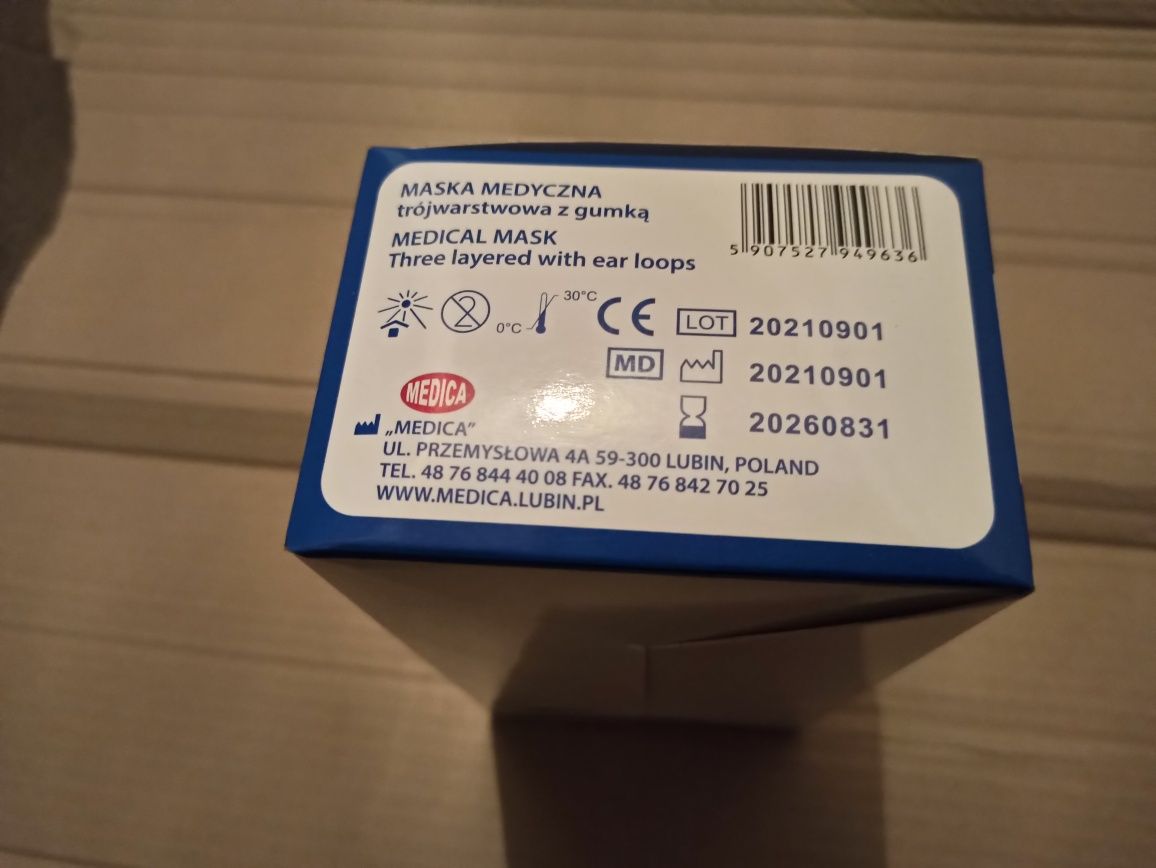 MASKA MEDYCZNA
trójwarstwowa z gumką
MEDICAL MASK
Three layered with ear loops
5 907527 949636
2
0°C
30°C
CE
LOT 20210901
MD 20210901
20260831
MEDICA
„MEDICA”
UL. PRZEMYSŁOWA 4A 59-300 LUBIN, POLAND
TEL. 48 76 844 40 08 FAX. 48 76 842 70 25
WWW.MEDICA.LUBIN.PL